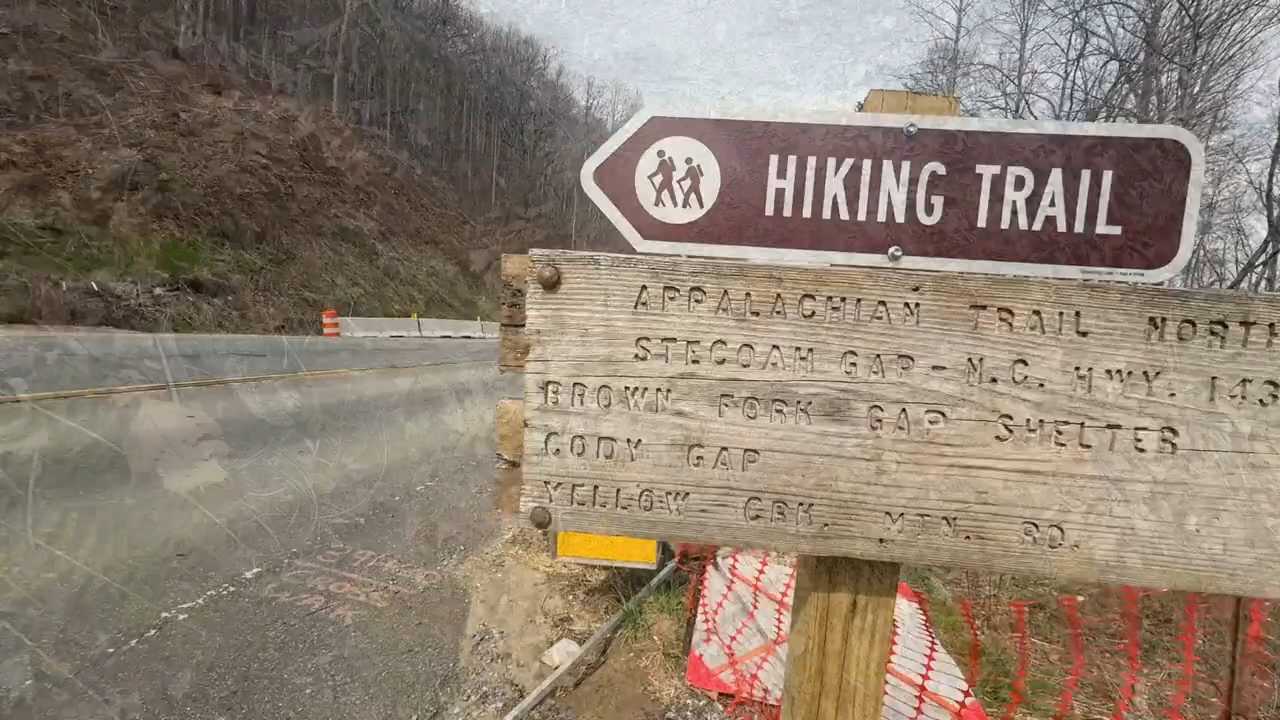 HIKING TRAIL
APPALACHIAN TRAIL NORTH
STECOAH GAP - N.C. HWY. 143
BROWN FORK GAP SHELTER
CODY GAP
YELLOW CRK. MTN. RD.